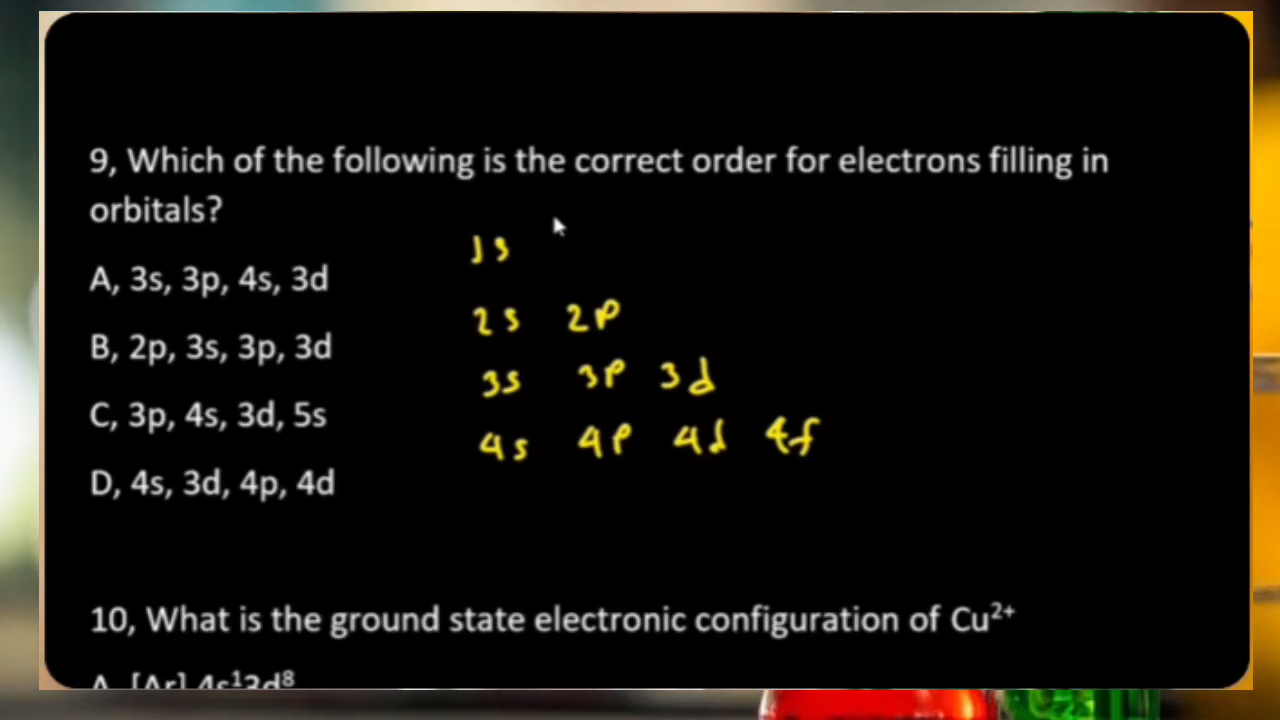 9, Which of the following is the correct order for electrons filling in
orbitals?
1s
A, 3s, 3p, 4s, 3d
2s 2p
B, 2p, 3s, 3p, 3d
3s 3p 3d
C, 3p, 4s, 3d, 5s
4s 4p 4d 4f
D, 4s, 3d, 4p, 4d
10, What is the ground state electronic configuration of Cu²⁺
A, [Ar] 4s¹3d⁸